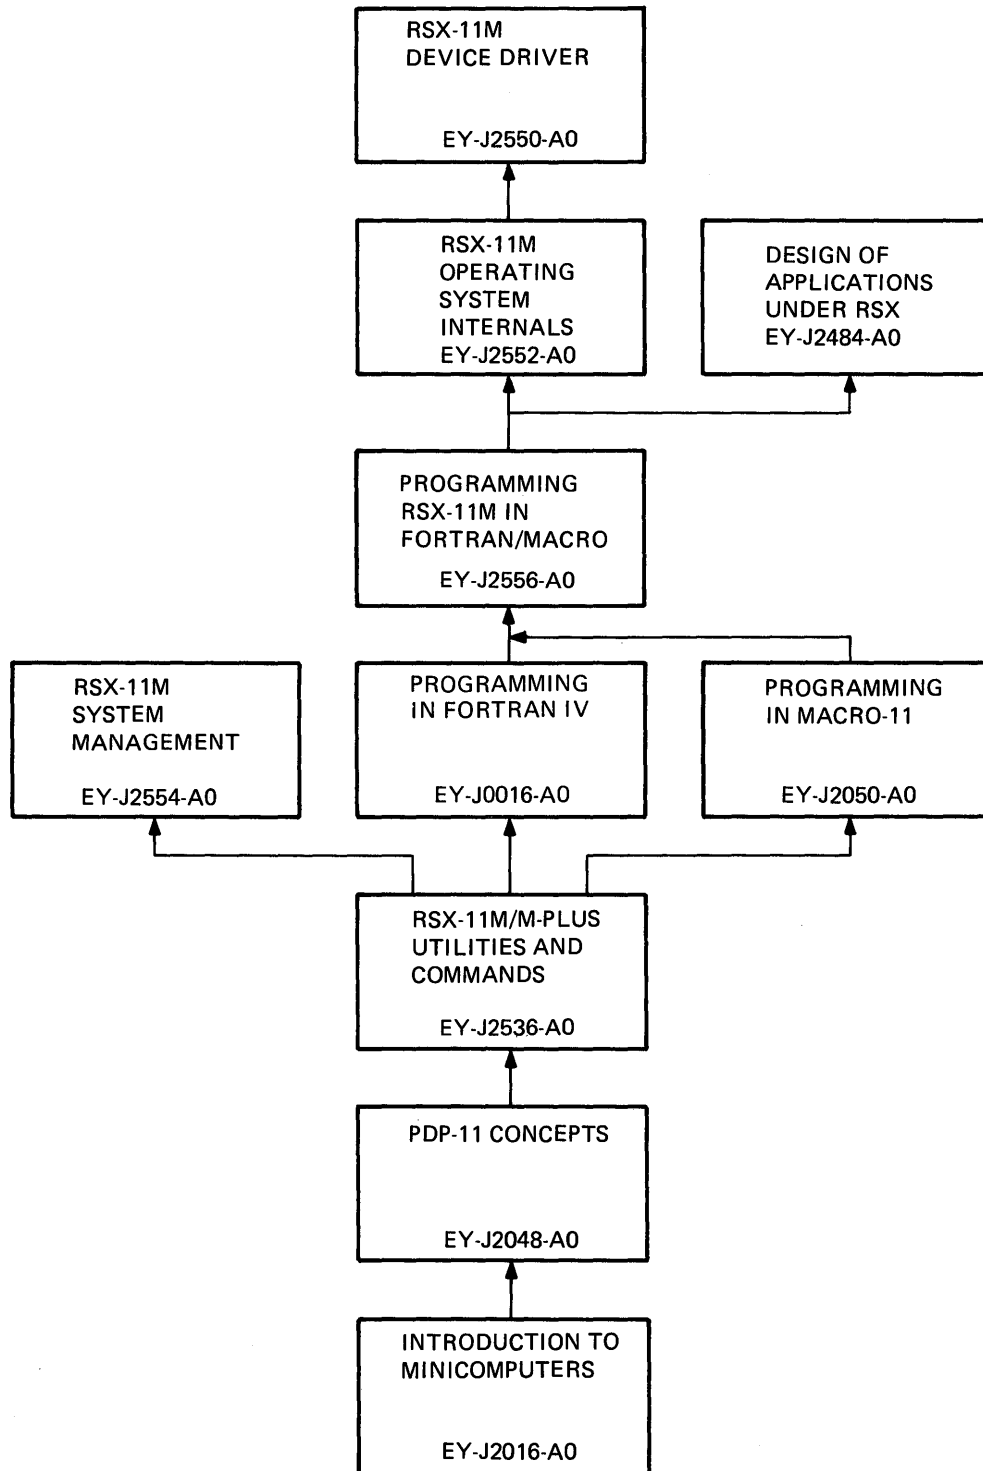 RSX-11M
DEVICE DRIVER
EY-J2550-A0
RSX-11M
OPERATING
SYSTEM
INTERNALS
EY-J2552-A0
DESIGN OF
APPLICATIONS
UNDER RSX
EY-J2484-A0
PROGRAMMING
RSX-11M IN
FORTRAN/MACRO
EY-J2556-A0
RSX-11M
SYSTEM
MANAGEMENT
EY-J2554-A0
PROGRAMMING
IN FORTRAN IV
EY-J0016-A0
PROGRAMMING
IN MACRO-11
EY-J2050-A0
RSX-11M/M-PLUS
UTILITIES AND
COMMANDS
EY-J2536-A0
PDP-11 CONCEPTS
EY-J2048-A0
INTRODUCTION TO
MINICOMPUTERS
EY-J2016-A0